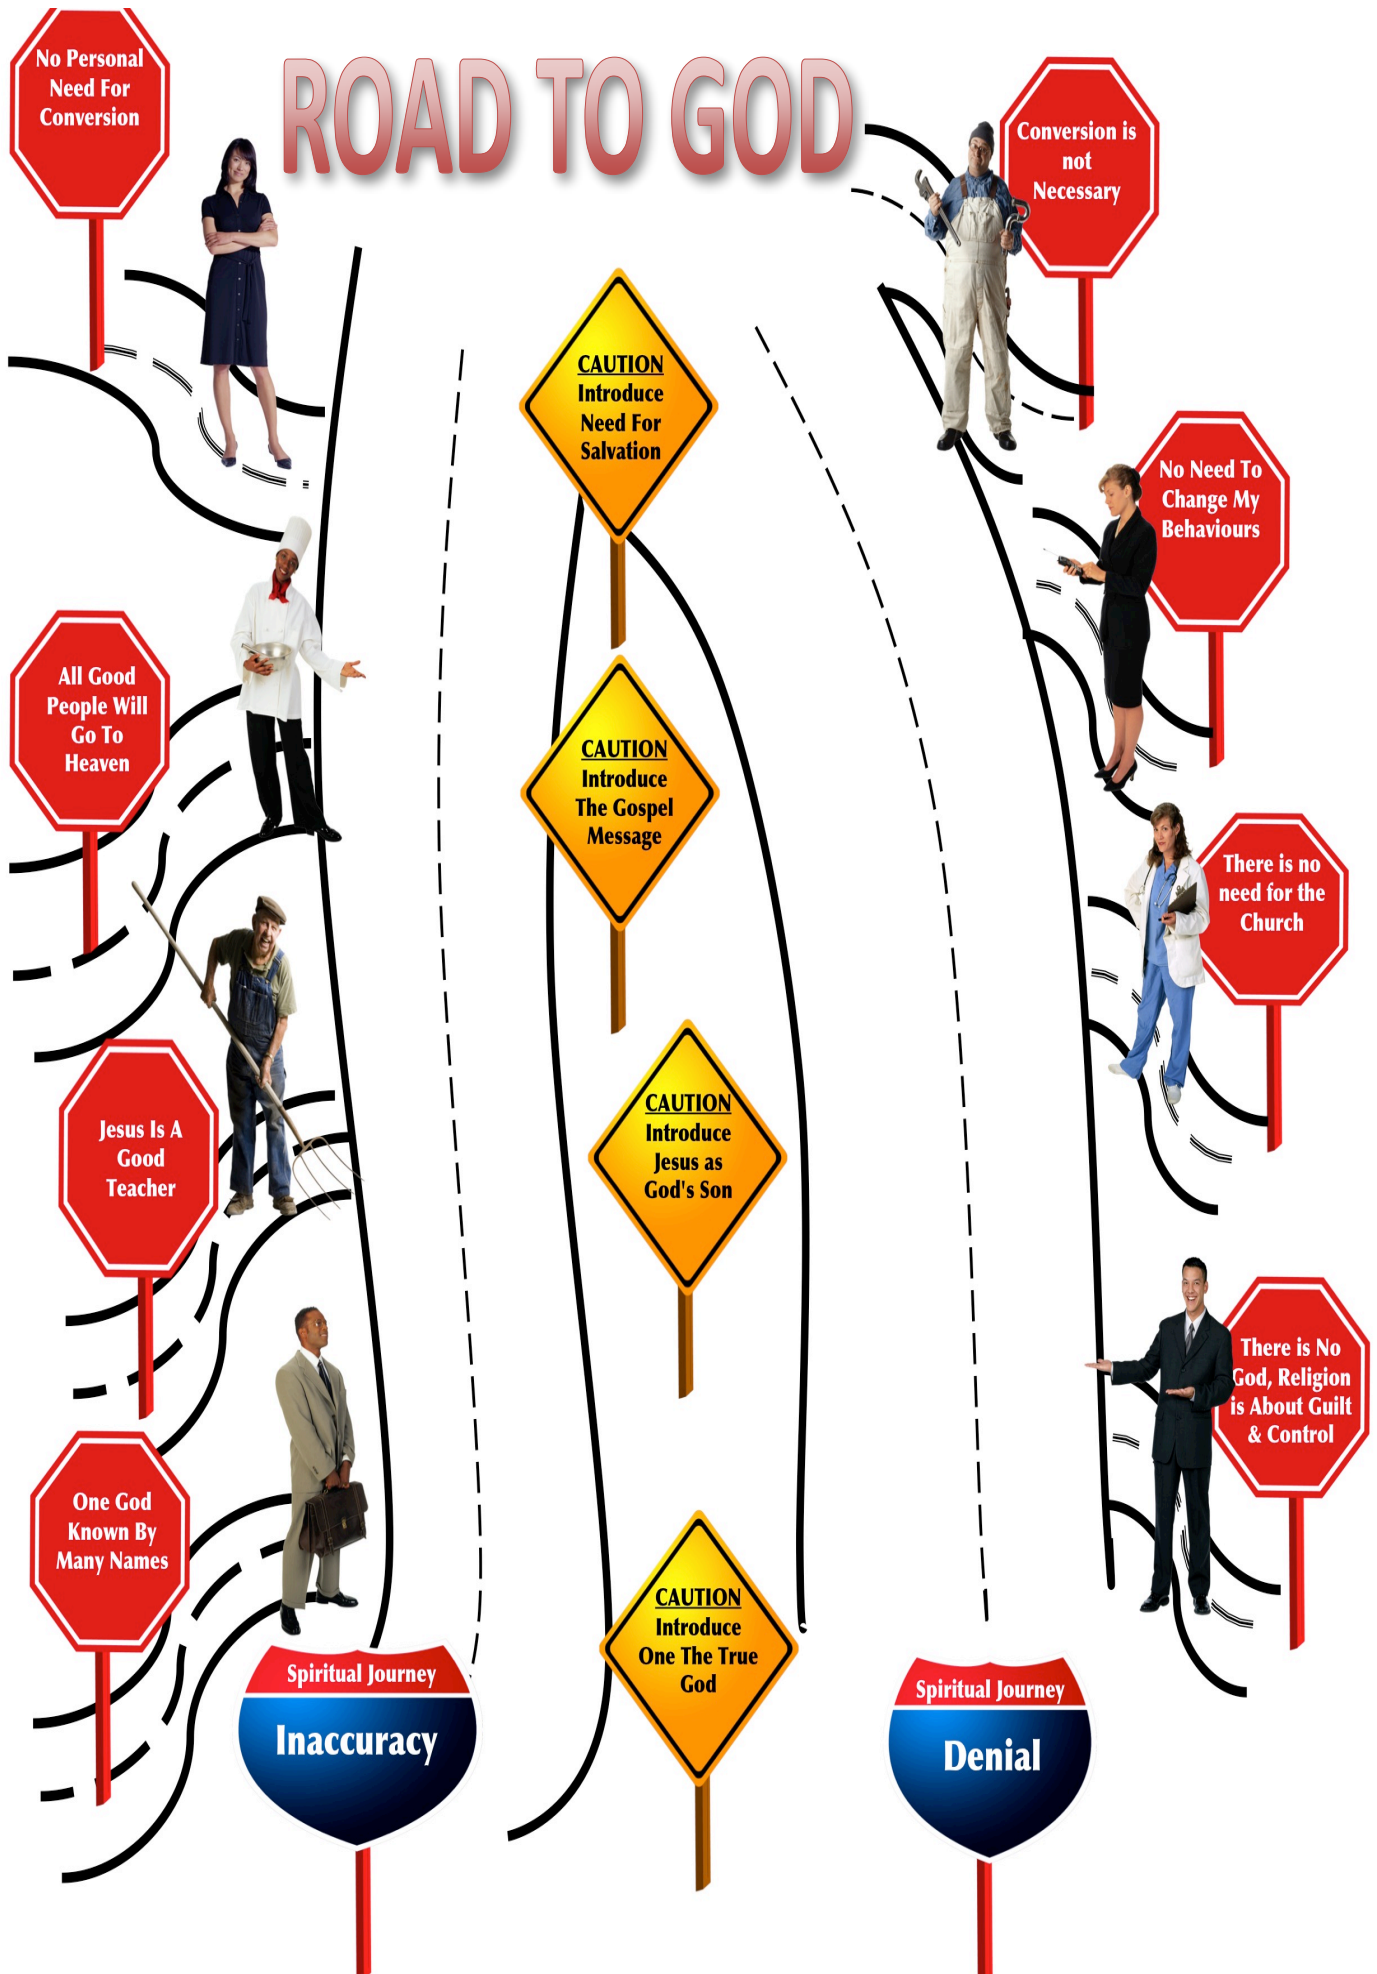 ROAD TO GOD
No Personal
Need For
Conversion
Conversion is
not
Necessary
CAUTION
Introduce
Need For
Salvation
No Need To
Change My
Behaviours
All Good
People Will
Go To
Heaven
CAUTION
Introduce
The Gospel
Message
There is no
need for the
Church
Jesus Is A
Good
Teacher
CAUTION
Introduce
Jesus as
God's Son
There is No
God, Religion
is About Guilt
& Control
One God
Known By
Many Names
CAUTION
Introduce
One The True
God
Spiritual Journey
Inaccuracy
Spiritual Journey
Denial